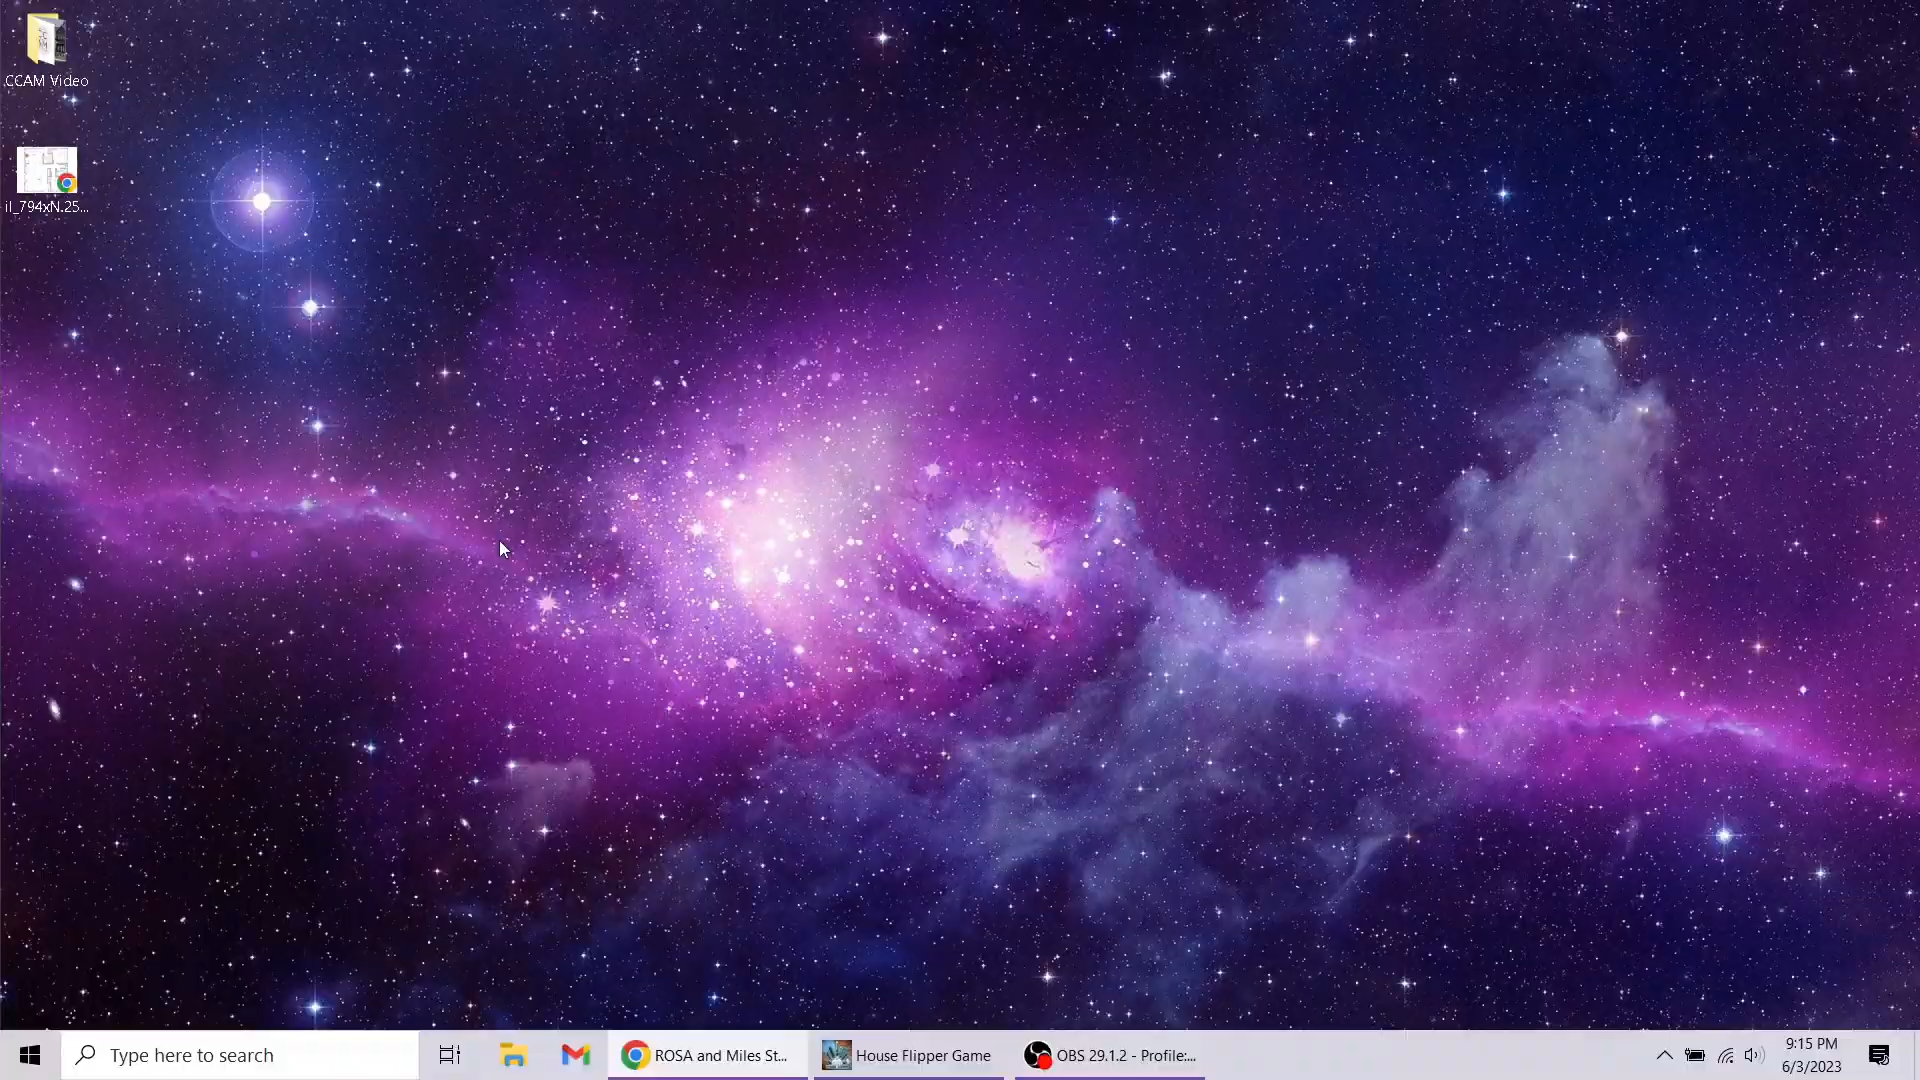 CCAM Video
il_794xN.25...
Type here to search
ROSA and Miles St...
House Flipper Game
OBS 29.1.2 - Profile:...
9:15 PM
6/3/2023